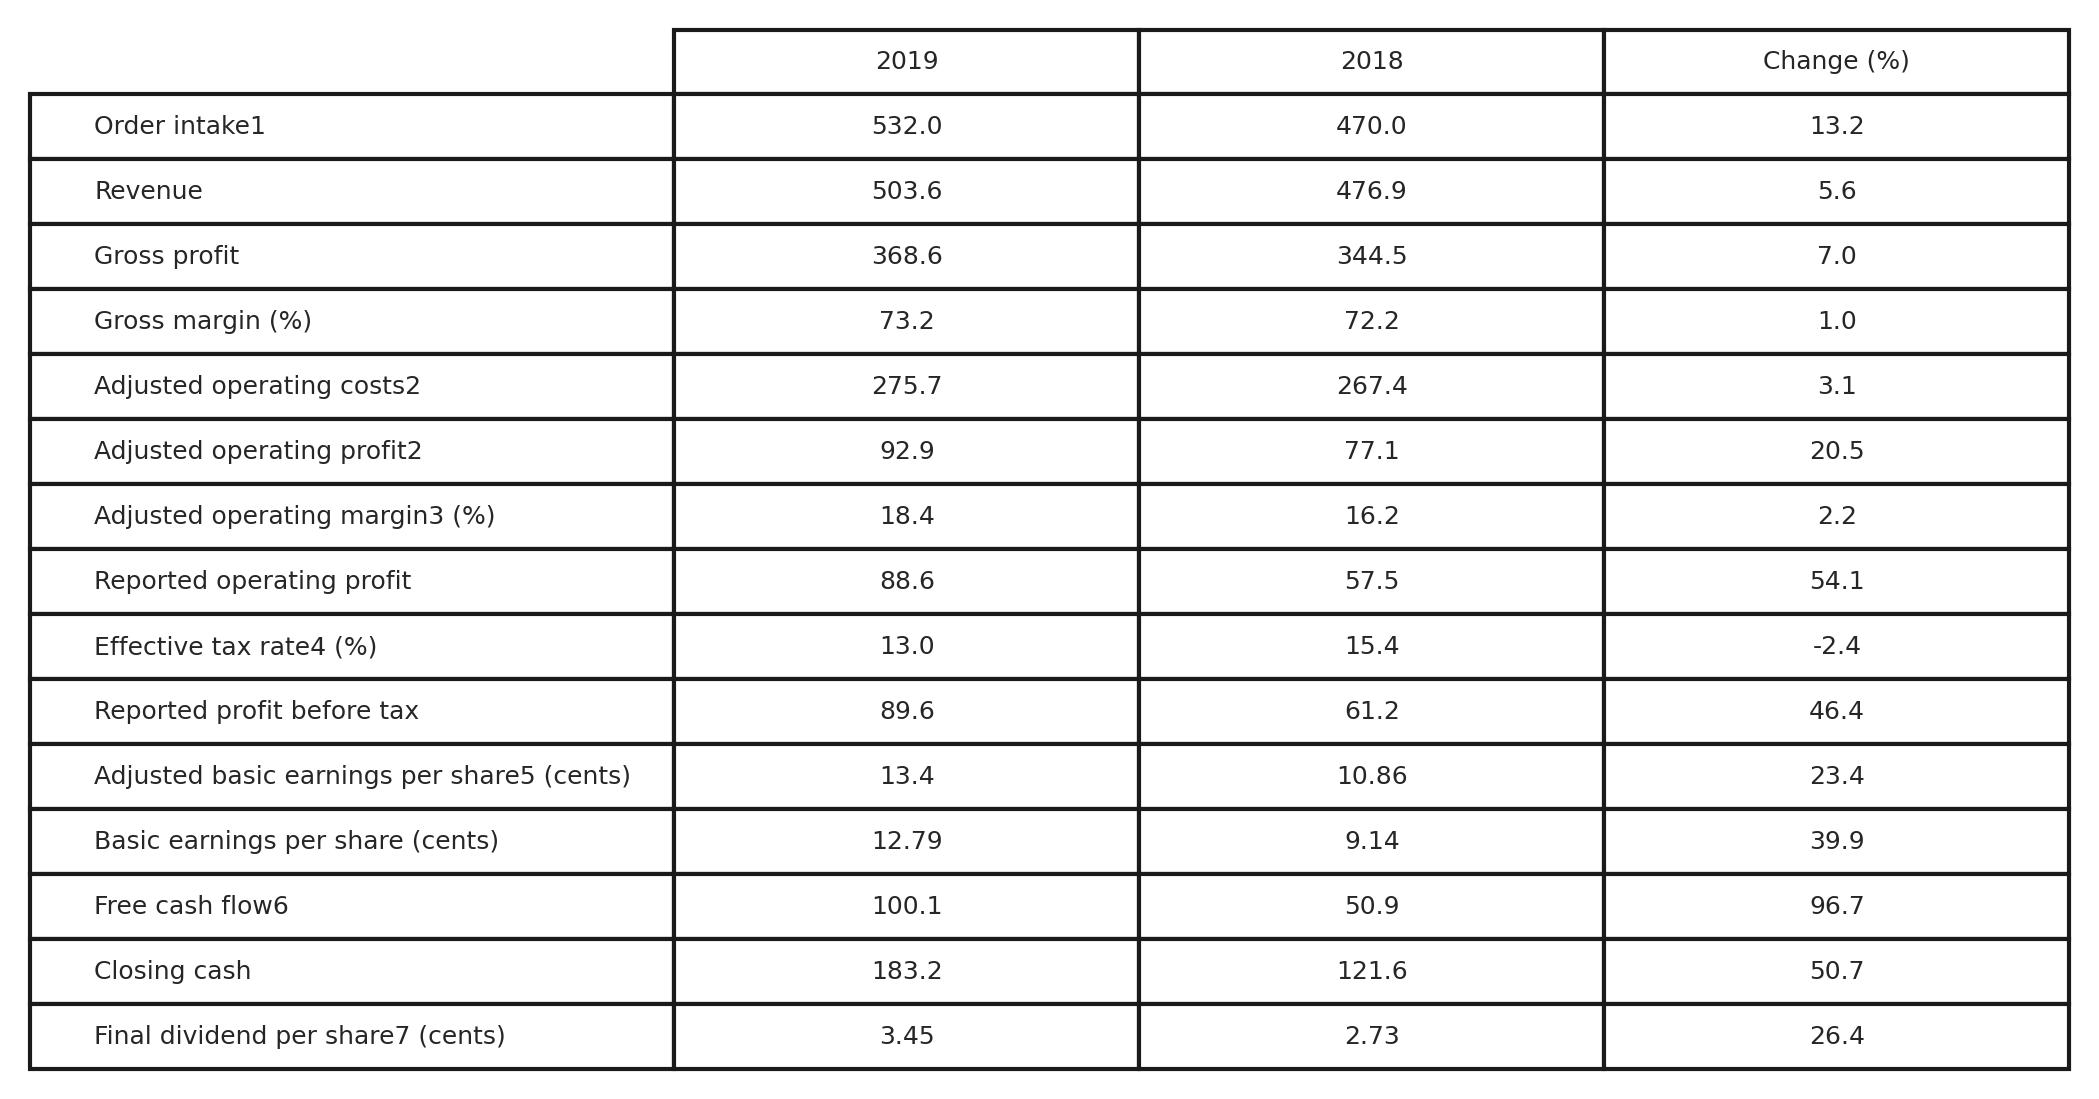 2019 2018 Change (%)
Order intake1 532.0 470.0 13.2
Revenue 503.6 476.9 5.6
Gross profit 368.6 344.5 7.0
Gross margin (%) 73.2 72.2 1.0
Adjusted operating costs2 275.7 267.4 3.1
Adjusted operating profit2 92.9 77.1 20.5
Adjusted operating margin3 (%) 18.4 16.2 2.2
Reported operating profit 88.6 57.5 54.1
Effective tax rate4 (%) 13.0 15.4 -2.4
Reported profit before tax 89.6 61.2 46.4
Adjusted basic earnings per share5 (cents) 13.4 10.86 23.4
Basic earnings per share (cents) 12.79 9.14 39.9
Free cash flow6 100.1 50.9 96.7
Closing cash 183.2 121.6 50.7
Final dividend per share7 (cents) 3.45 2.73 26.4